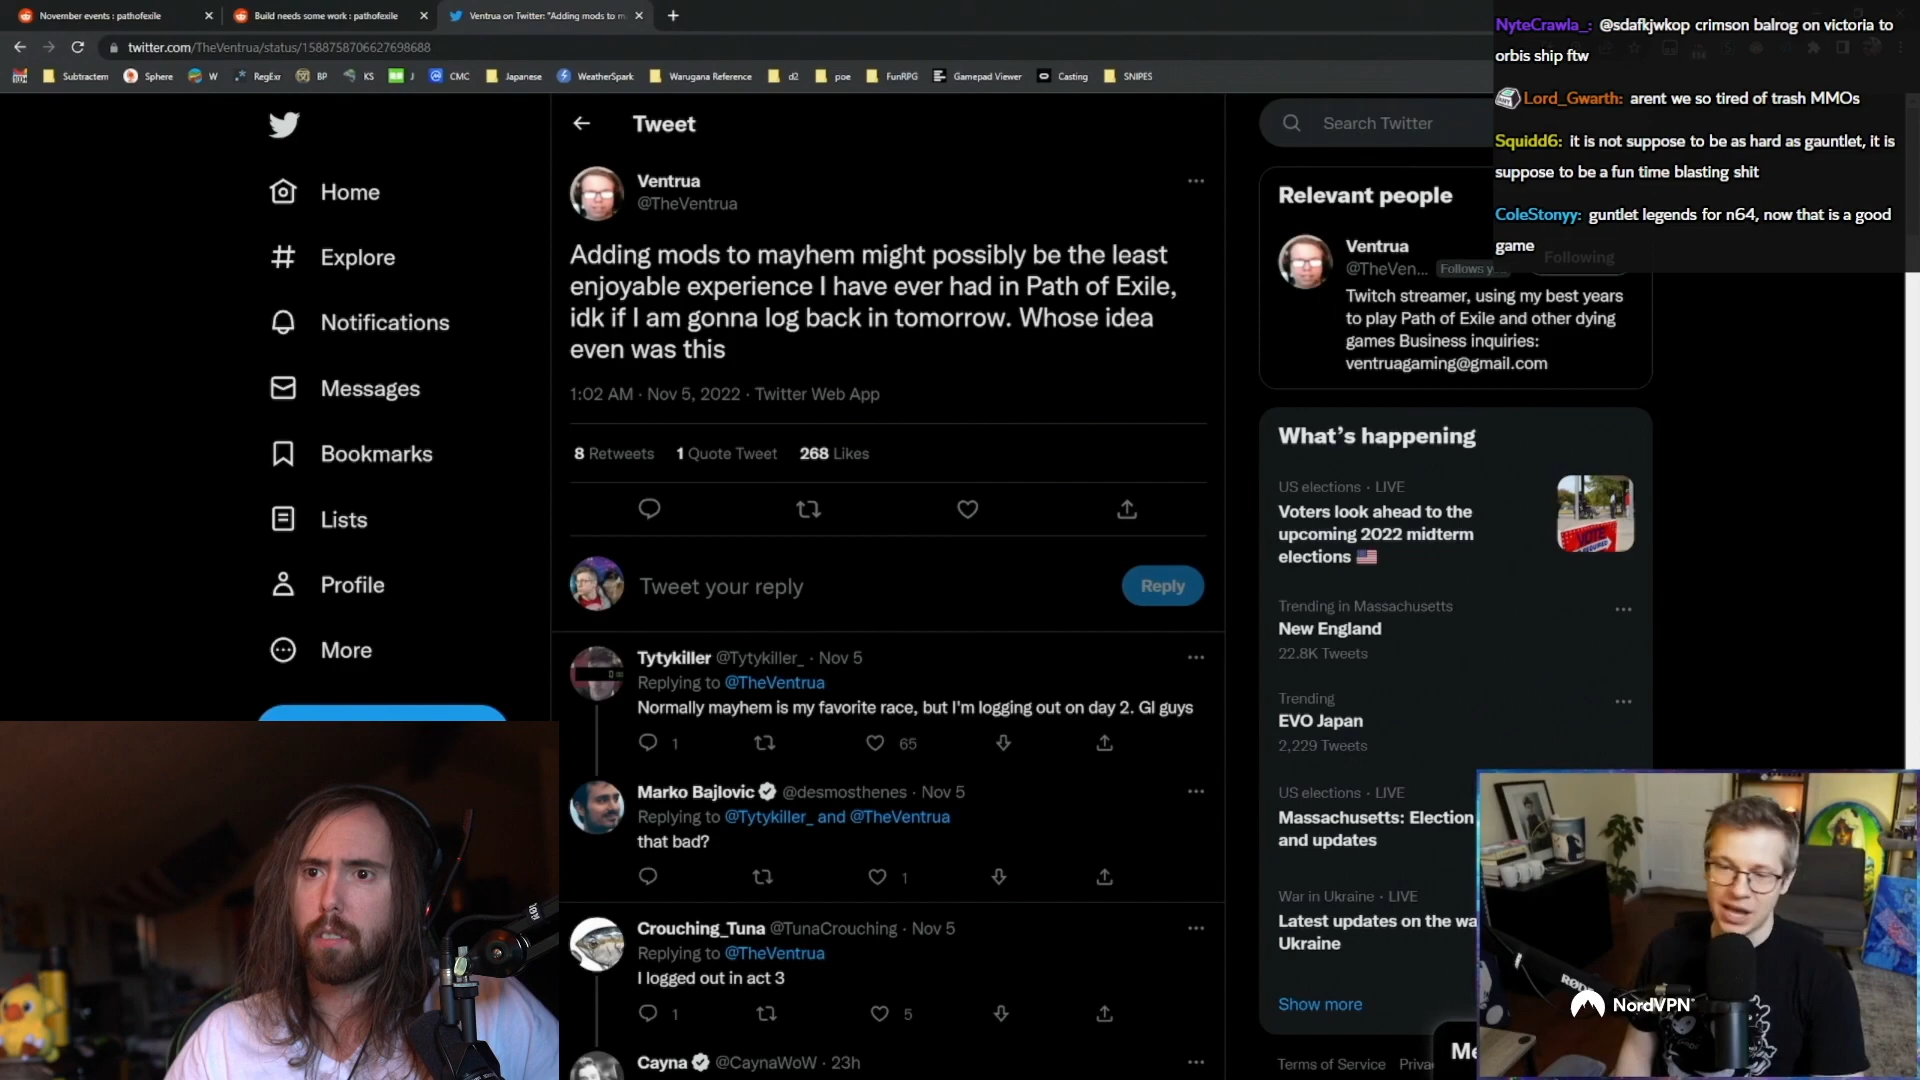 November events : pathofexile
Build needs some work : pathofexile
Ventrua on Twitter: "Adding mods to m
twitter.com/TheVentrua/status/1588758706627698688
Subtractem
Sphere
W
RegExr
BP
KS
J
CMC
Japanese
WeatherSpark
Warugana Reference
d2
poe
FunRPG
Gamepad Viewer
Casting
SNIPES
NyteCrawla_: @sdafkjwkop crimson balrog on victoria to
orbis ship ftw
Lord_Gwarth: arent we so tired of trash MMOs
Squidd6: it is not suppose to be as hard as gauntlet, it is
suppose to be a fun time blasting shit
ColeStonyy: guntlet legends for n64, now that is a good
game
Home
Explore
Notifications
Messages
Bookmarks
Lists
Profile
More
Tweet
Ventrua
@TheVentrua
Adding mods to mayhem might possibly be the least
enjoyable experience I have ever had in Path of Exile,
idk if I am gonna log back in tomorrow. Whose idea
even was this
1:02 AM · Nov 5, 2022 · Twitter Web App
8 Retweets 1 Quote Tweet 268 Likes
Tweet your reply
Reply
Tytykiller @Tytykiller_ · Nov 5
Replying to @TheVentrua
Normally mayhem is my favorite race, but I'm logging out on day 2. Gl guys
1
65
Marko Bajlovic @desmosthenes · Nov 5
Replying to @Tytykiller_ and @TheVentrua
that bad?
1
Crouching_Tuna @TunaCrouching · Nov 5
Replying to @TheVentrua
I logged out in act 3
1
5
Cayna @CaynaWoW · 23h
Search Twitter
Relevant people
Ventrua
@TheVen... Follows y
Following
Twitch streamer, using my best years
to play Path of Exile and other dying
games Business inquiries:
ventruagaming@gmail.com
What's happening
US elections · LIVE
Voters look ahead to the
upcoming 2022 midterm
elections
VOTE
Trending in Massachusetts
New England
22.8K Tweets
Trending
EVO Japan
2,229 Tweets
US elections · LIVE
Massachusetts: Election
and updates
War in Ukraine · LIVE
Latest updates on the wa
Ukraine
Show more
Terms of Service Priva
Me
RØDE
NordVPN